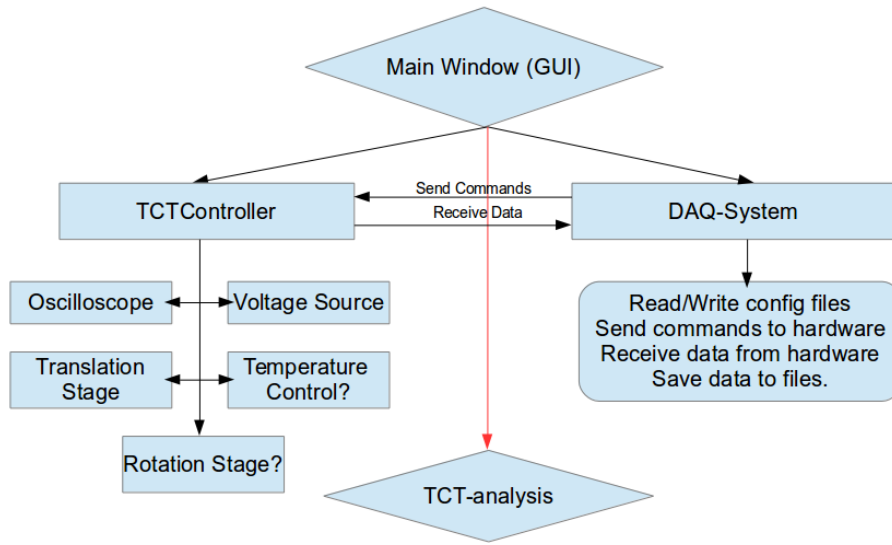 Main Window (GUI)
Send Commands
TCTController
Receive Data
DAQ-System
Oscilloscope
Voltage Source
Read/Write config files
Send commands to hardware
Receive data from hardware
Save data to files.
Translation
Stage
Temperature
Control?
Rotation Stage?
TCT-analysis